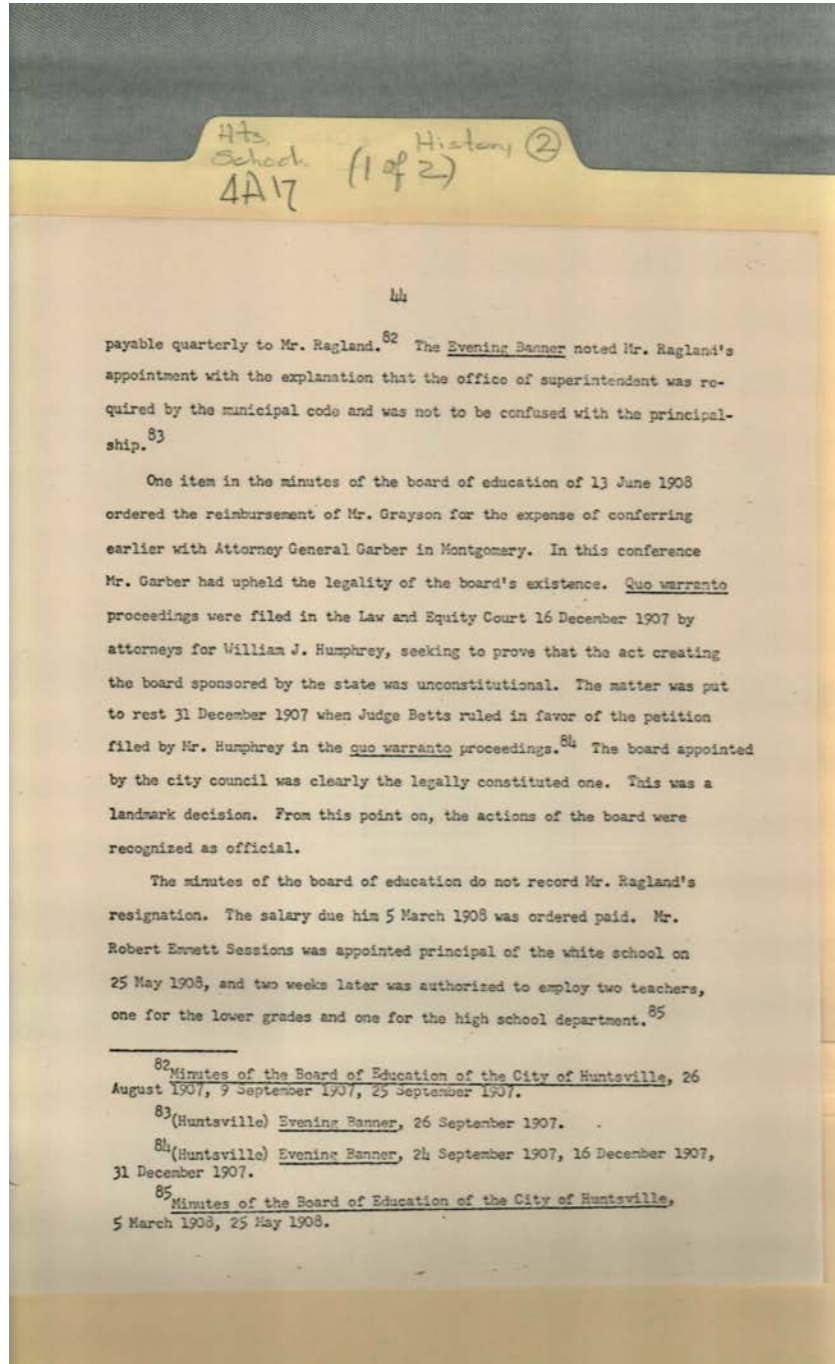 Hts. History ②
School
4A17 (1 of 2)
44
payable quarterly to Mr. Ragland.82 The Evening Banner noted Mr. Ragland's
appointment with the explanation that the office of superintendent was re-
quired by the municipal code and was not to be confused with the principal-
ship.83
One item in the minutes of the board of education of 13 June 1908
ordered the reimbursement of Mr. Grayson for the expense of conferring
earlier with Attorney General Garber in Montgomery. In this conference
Mr. Garber had upheld the legality of the board's existence. Quo warranto
proceedings were filed in the Law and Equity Court 16 December 1907 by
attorneys for William J. Humphrey, seeking to prove that the act creating
the board sponsored by the state was unconstitutional. The matter was put
to rest 31 December 1907 when Judge Betts ruled in favor of the petition
filed by Mr. Humphrey in the quo warranto proceedings.84 The board appointed
by the city council was clearly the legally constituted one. This was a
landmark decision. From this point on, the actions of the board were
recognized as official.
The minutes of the board of education do not record Mr. Ragland's
resignation. The salary due him 5 March 1908 was ordered paid. Mr.
Robert Emmett Sessions was appointed principal of the white school on
25 May 1908, and two weeks later was authorized to employ two teachers,
one for the lower grades and one for the high school department.85
82Minutes of the Board of Education of the City of Huntsville, 26
August 1907, 9 September 1907, 25 September 1907.
83(Huntsville) Evening Banner, 26 September 1907.
84(Huntsville) Evening Banner, 24 September 1907, 16 December 1907,
31 December 1907.
85Minutes of the Board of Education of the City of Huntsville,
5 March 1908, 25 May 1908.